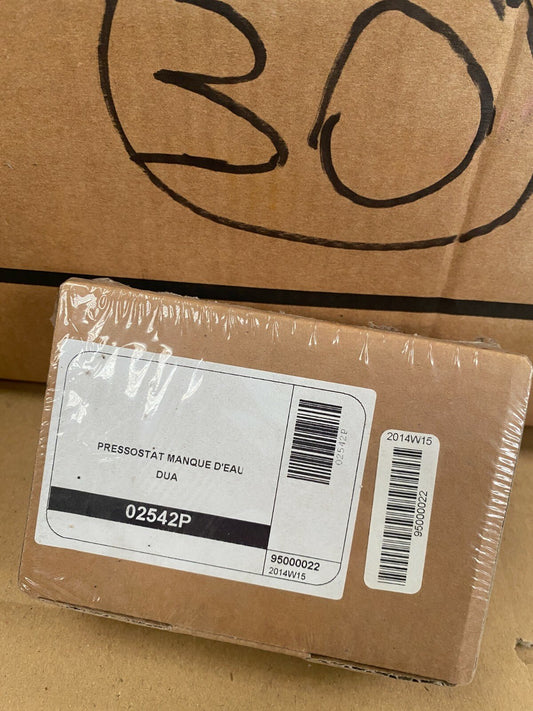 30
PRESSOSTAT MANQUE D'EAU
DUA
02542P
02542P
95000022
2014W15
2014W15
95000022